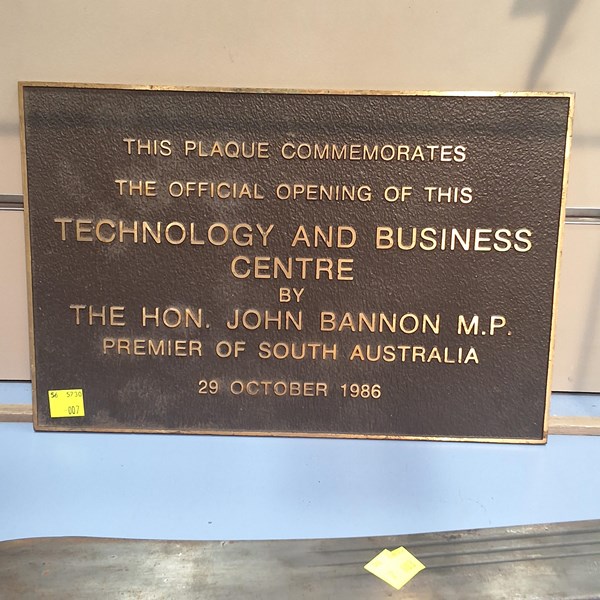 THIS PLAQUE COMMEMORATES
THE OFFICIAL OPENING OF THIS
TECHNOLOGY AND BUSINESS
CENTRE
BY
THE HON. JOHN BANNON M.P.
PREMIER OF SOUTH AUSTRALIA
29 OCTOBER 1986
007